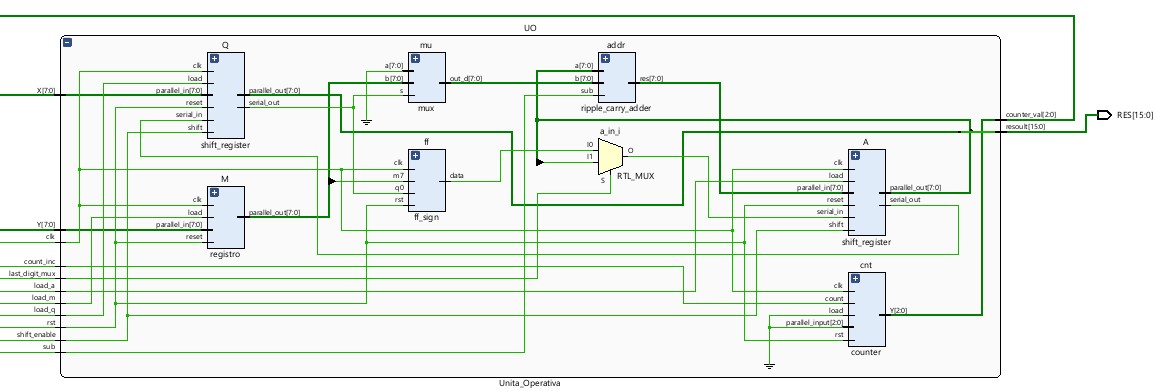 UO
Q
clk
load
parallel_in[7:0]
reset
serial_in
shift
parallel_out[7:0]
serial_out
shift_register
mu
a[7:0]
b[7:0]
s
out_d[7:0]
mux
addr
a[7:0]
b[7:0]
sub
res[7:0]
ripple_carry_adder
X[7:0]
counter_val[2:0]
resoult[15:0]
RES[15:0]
ff
clk
m7
q0
rst
data
ff_sign
a_in_i
I0
I1
S
O
RTL_MUX
A
clk
load
parallel_in[7:0]
reset
serial_in
shift
parallel_out[7:0]
serial_out
shift_register
M
clk
load
parallel_in[7:0]
reset
parallel_out[7:0]
registro
Y[7:0]
clk
count_inc
last_digit_mux
load_a
load_m
load_q
rst
shift_enable
sub
cnt
clk
count
load
parallel_input[2:0]
rst
Y[2:0]
counter
Unita_Operativa